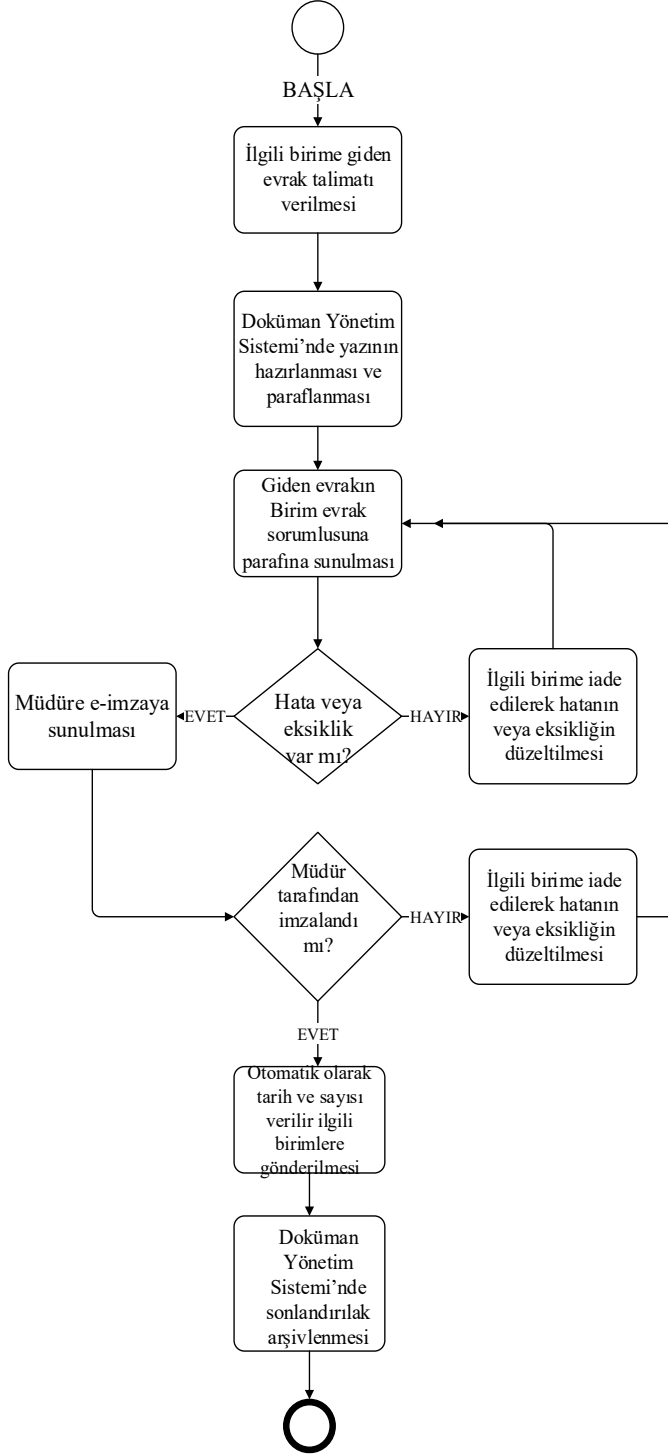 BAŞLA
İlgili birime giden
evrak talimatı
verilmesi
Doküman Yönetim
Sistemi’nde yazının
hazırlanması ve
paraflanması
Giden evrakın
Birim evrak
sorumlusuna
parafına sunulması
Müdüre e-imzaya
sunulması
EVET
Hata veya
eksiklik
var mı?
HAYIR
İlgili birime iade
edilerek hatanın
veya eksikliğin
düzeltilmesi
Müdür
tarafından
imzalandı
mı?
HAYIR
İlgili birime iade
edilerek hatanın
veya eksikliğin
düzeltilmesi
EVET
Otomatik olarak
tarih ve sayısı
verilir ilgili
birimlere
gönderilmesi
Doküman
Yönetim
Sistemi’nde
sonlandırılak
arşivlenmesi